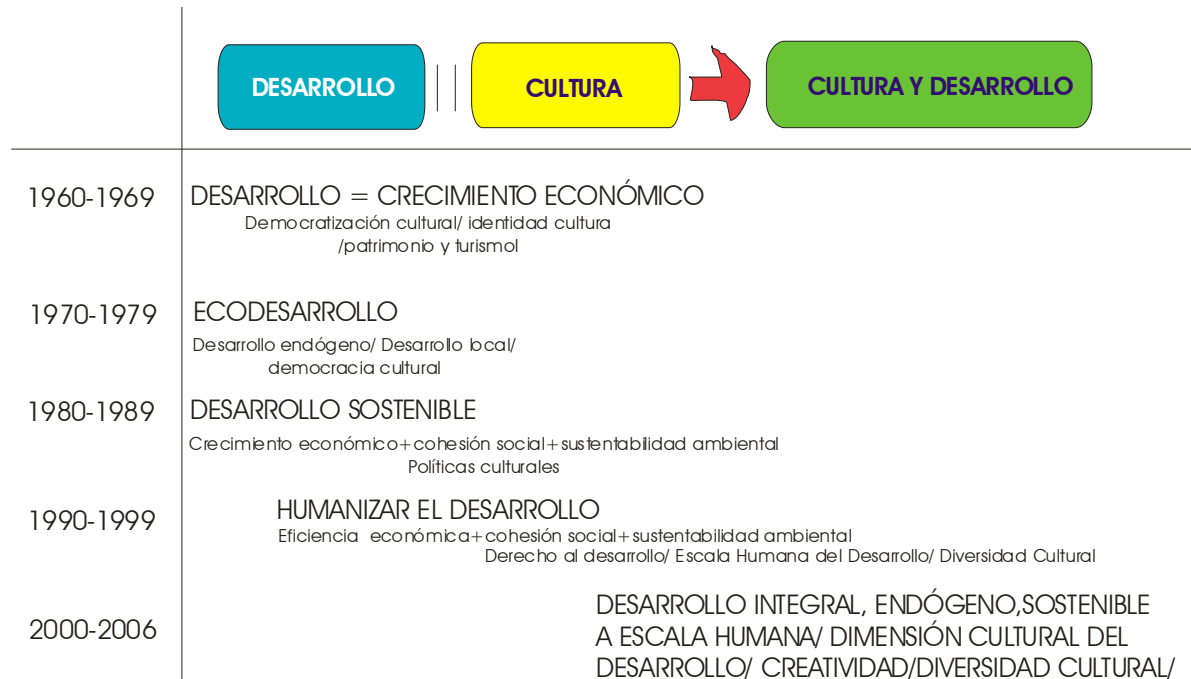 DESARROLLO
CULTURA
CULTURA Y DESARROLLO
1960-1969
DESARROLLO = CRECIMIENTO ECONÓMICO
Democratización cultural/ identidad cultura
/patrimonio y turismol
1970-1979
ECODESARROLLO
Desarrollo endógeno/ Desarrollo local/
democracia cultural
1980-1989
DESARROLLO SOSTENIBLE
Crecimiento económico+cohesión social+sustentabilidad ambiental
Políticas culturales
1990-1999
HUMANIZAR EL DESARROLLO
Eficiencia económica+cohesión social+sustentabilidad ambiental
Derecho al desarrollo/ Escala Humana del Desarrollo/ Diversidad Cultural
2000-2006
DESARROLLO INTEGRAL, ENDÓGENO,SOSTENIBLE
A ESCALA HUMANA/ DIMENSIÓN CULTURAL DEL
DESARROLLO/ CREATIVIDAD/DIVERSIDAD CULTURAL/